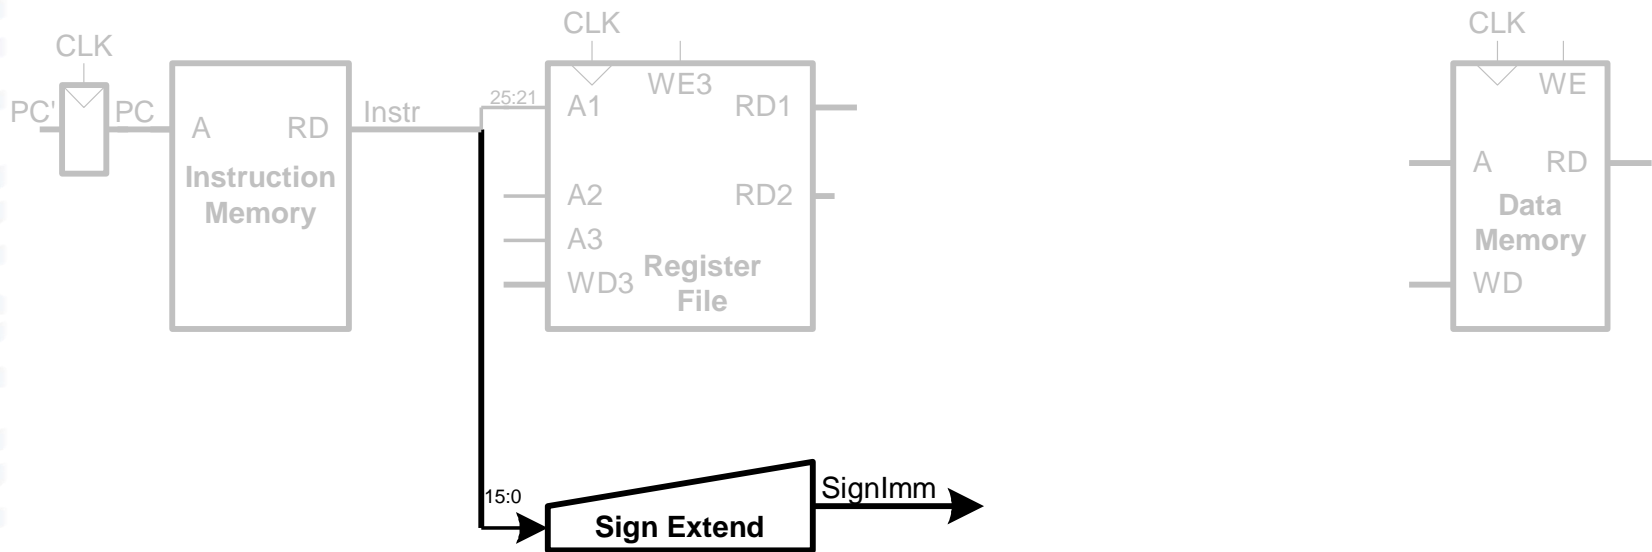 CLK
CLK
CLK
PC'
PC
A
RD
Instruction
Memory
Instr
25:21
A1
WE3
RD1
A2
RD2
A3
WD3
Register
File
WE
A
RD
Data
Memory
WD
15:0
Sign Extend
SignImm